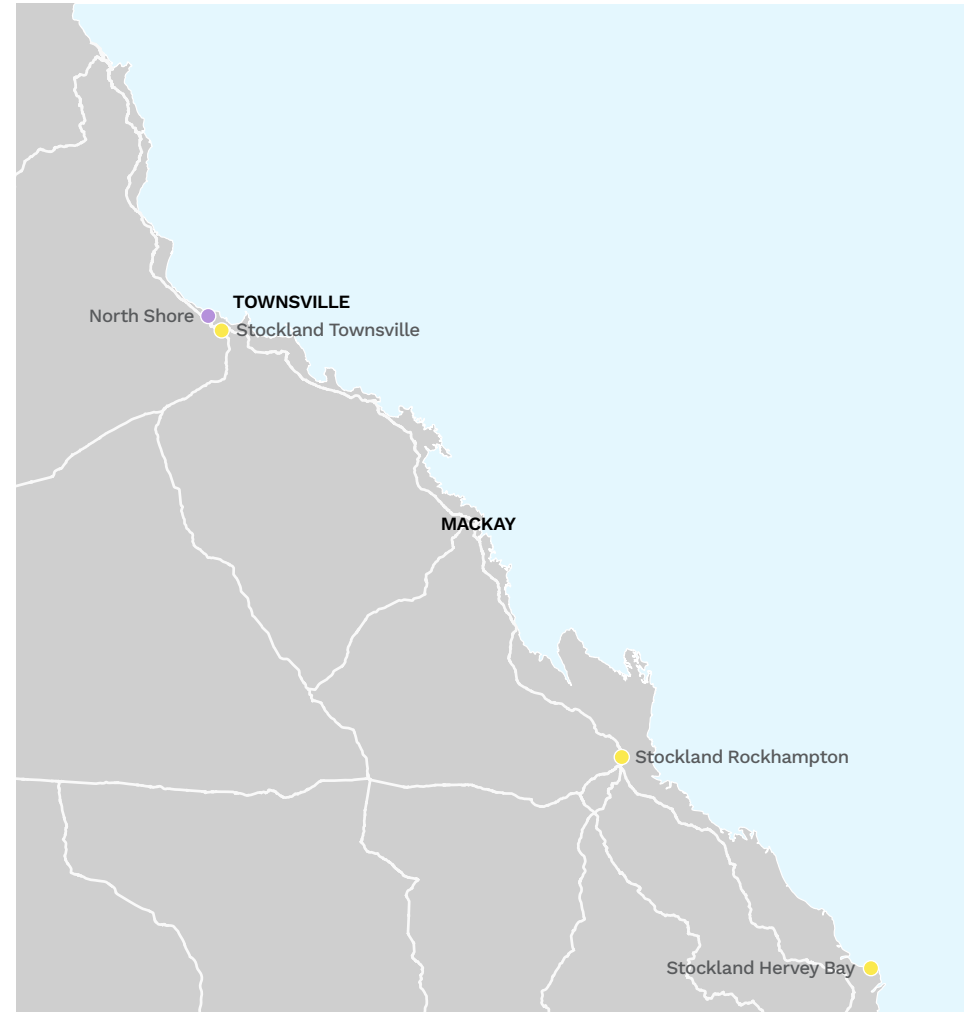 TOWNSVILLE
North Shore
Stockland Townsville
MACKAY
Stockland Rockhampton
Stockland Hervey Bay